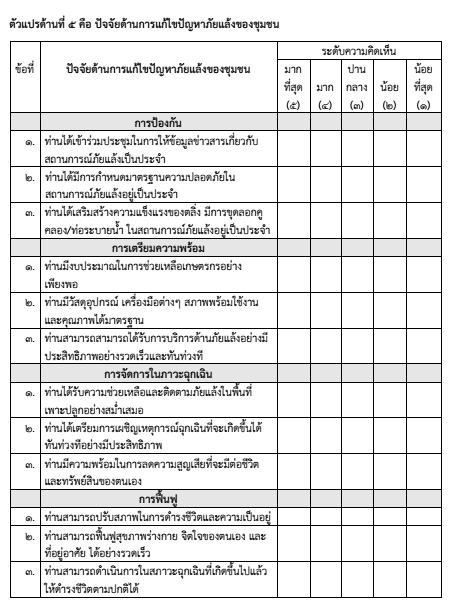 ตัวแปรด้านที่ ๕ คือ ปัจจัยด้านการแก้ไขปัญหาภัยแล้งของชุมชน
ข้อที่
ปัจจัยด้านการแก้ไขปัญหาภัยแล้งของชุมชน
ระดับความคิดเห็น
มาก
ที่สุด
(๕)
มาก
(๔)
ปาน
กลาง
(๓)
น้อย
(๒)
น้อย
ที่สุด
(๑)
การป้องกัน
๑. ท่านได้เข้าร่วมประชุมในการให้ข้อมูลข่าวสารเกี่ยวกับ
สถานการณ์ภัยแล้งเป็นประจำ
๒. ท่านได้มีการกำหนดมาตรฐานความปลอดภัยใน
สถานการณ์ภัยแล้งอยู่เป็นประจำ
๓. ท่านได้เสริมสร้างความแข็งแรงของตลิ่ง มีการขุดลอกคู
คลอง/ท่อระบายน้ำ ในสถานการณ์ภัยแล้งอยู่เป็นประจำ
การเตรียมความพร้อม
๑. ท่านมีงบประมาณในการช่วยเหลือเกษตรกรอย่าง
เพียงพอ
๒. ท่านมีวัสดุอุปกรณ์ เครื่องมือต่างๆ สภาพพร้อมใช้งาน
และคุณภาพได้มาตรฐาน
๓. ท่านสามารถสามารถได้รับการบริการด้านภัยแล้งอย่างมี
ประสิทธิภาพอย่างรวดเร็วและทันท่วงที
การจัดการในภาวะฉุกเฉิน
๑. ท่านได้รับความช่วยเหลือและติดตามภัยแล้งในพื้นที่
เพาะปลูกอย่างสม่ำเสมอ
๒. ท่านได้เตรียมการเผชิญเหตุการณ์ฉุกเฉินที่จะเกิดขึ้นได้
ทันท่วงทีอย่างมีประสิทธิภาพ
๓. ท่านมีความพร้อมในการลดความสูญเสียที่จะมีต่อชีวิต
และทรัพย์สินของตนเอง
การฟื้นฟู
๑. ท่านสามารถปรับสภาพในการดำรงชีวิตและความเป็นอยู่
๒. ท่านสามารถฟื้นฟูสุขภาพร่างกาย จิตใจของตนเอง และ
ที่อยู่อาศัย ได้อย่างรวดเร็ว
๓. ท่านสามารถดำเนินการในสภาวะฉุกเฉินที่เกิดขึ้นไปแล้ว
ให้ดำรงชีวิตตามปกติได้